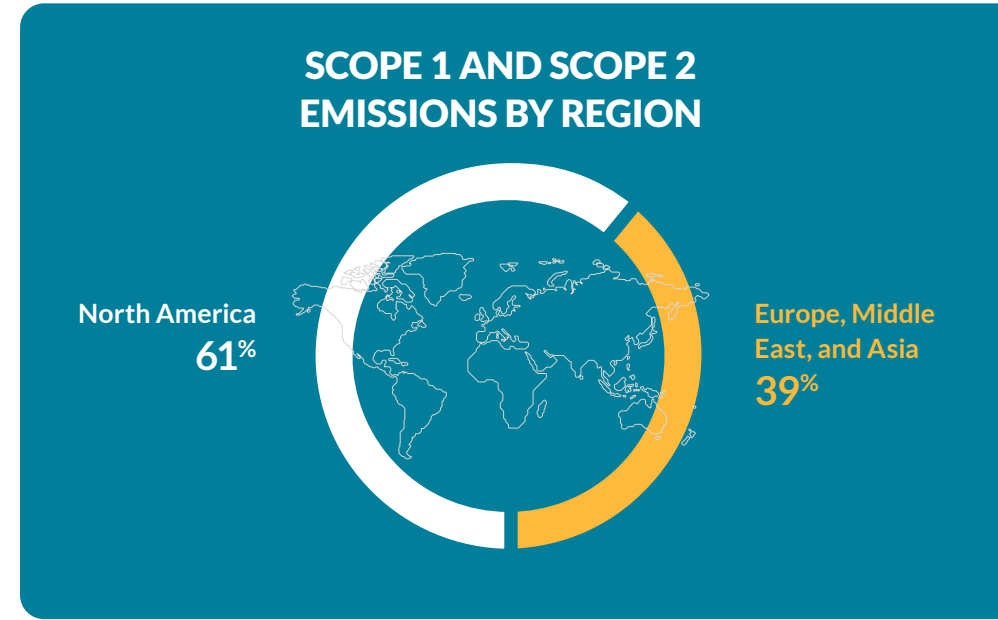 SCOPE 1 AND SCOPE 2
EMISSIONS BY REGION
North America
61%
Europe, Middle
East, and Asia
39%